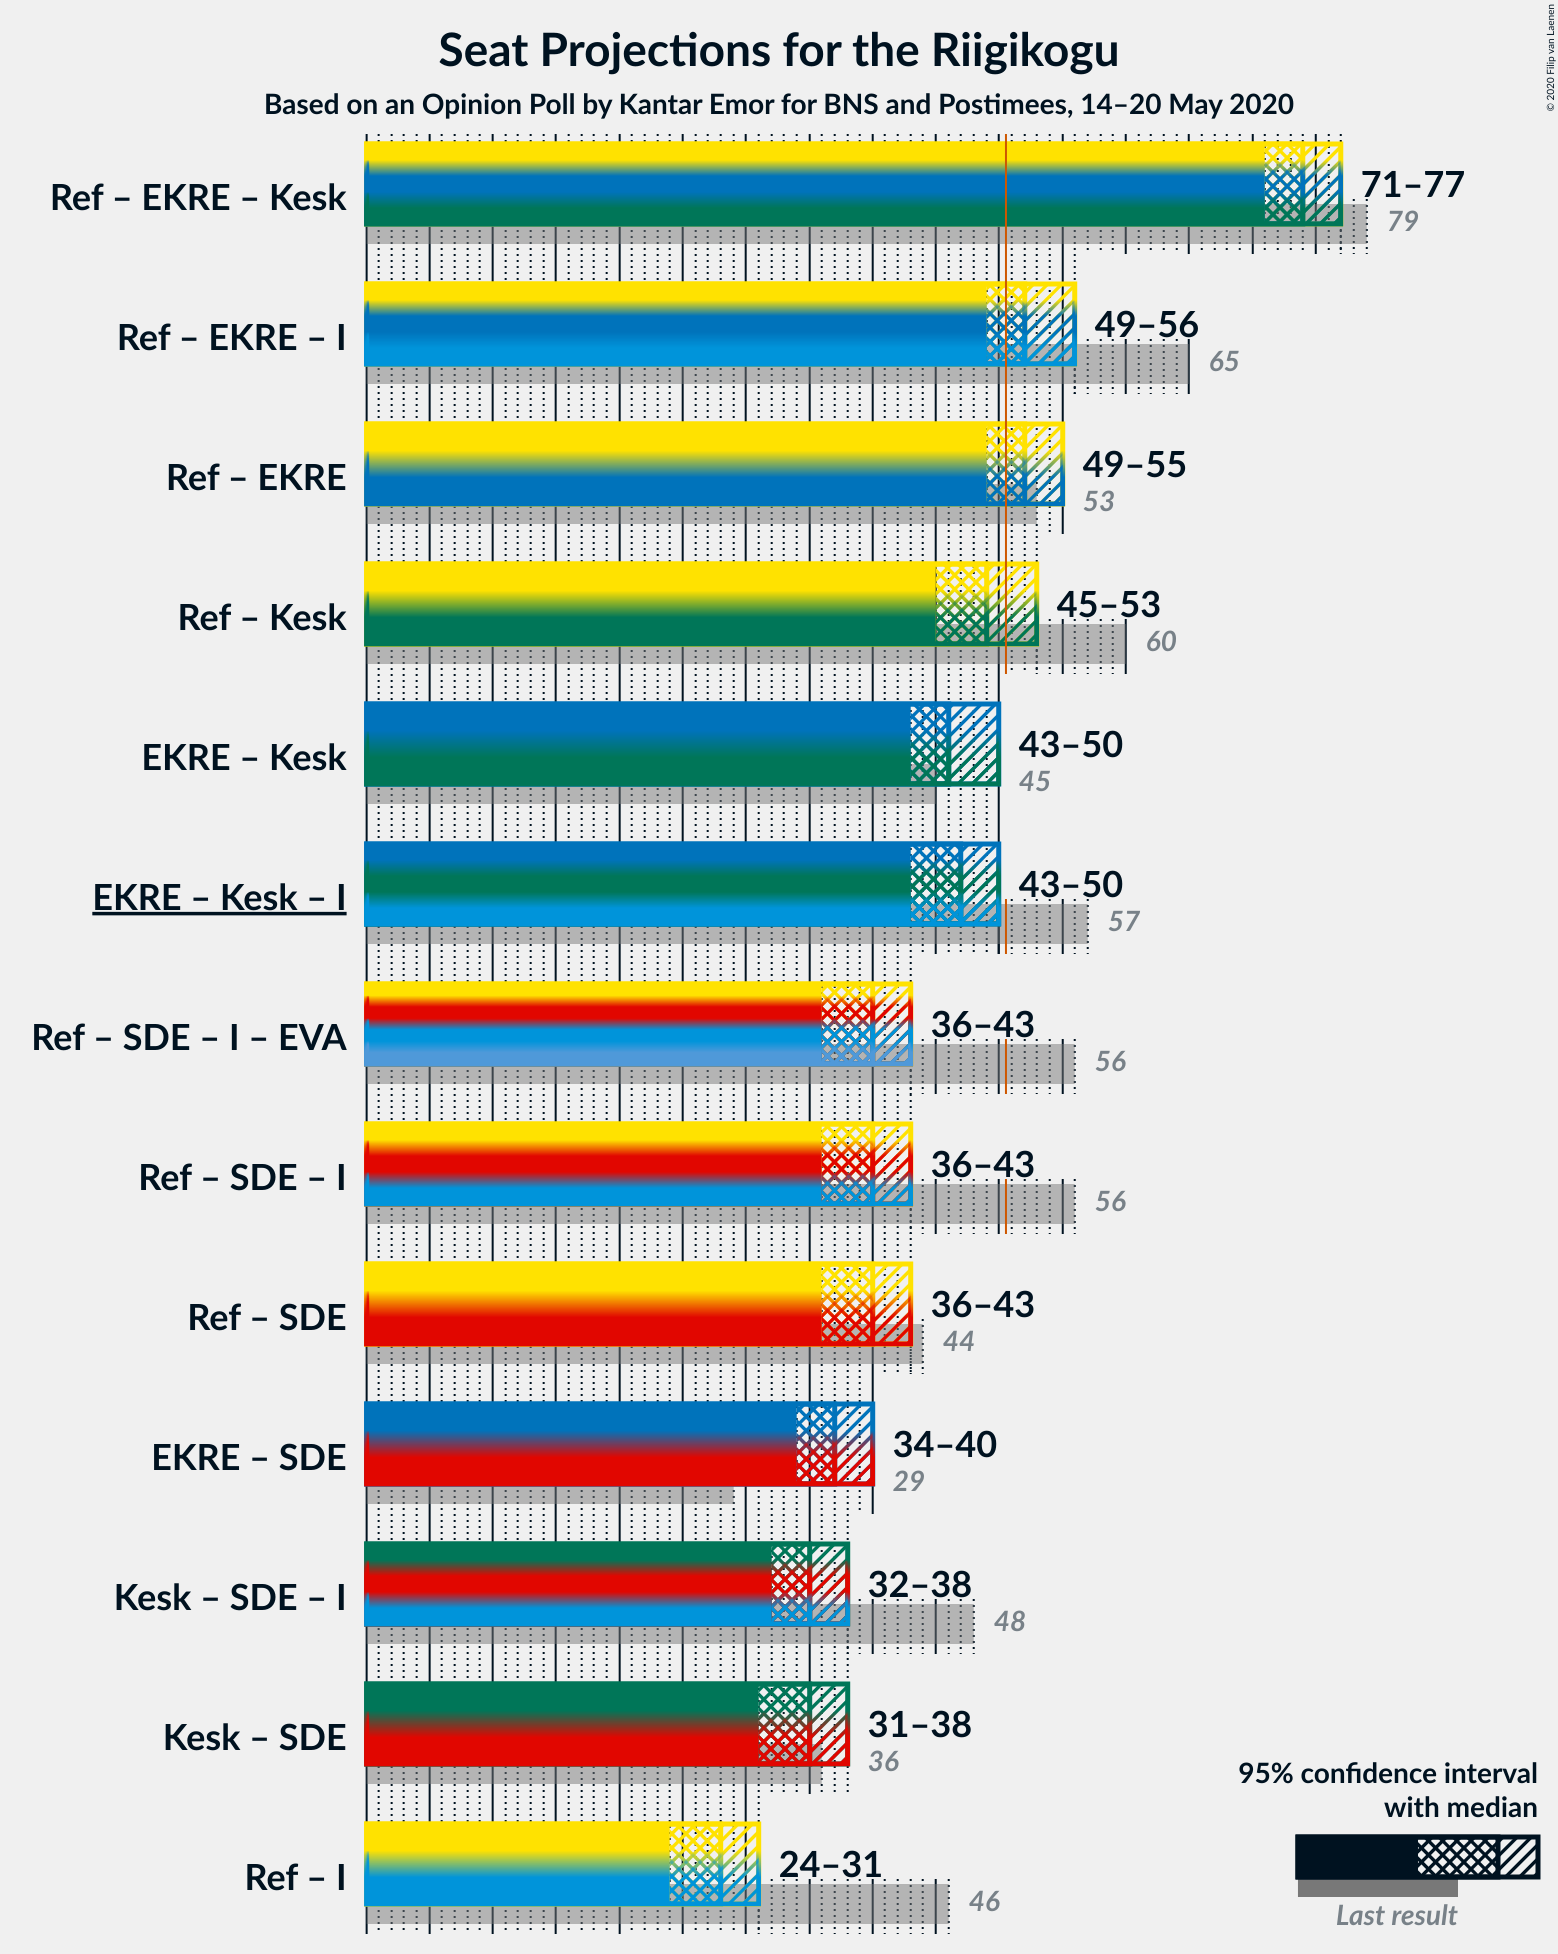 Seat Projections for the Riigikogu
Based on an Opinion Poll by Kantar Emor for BNS and Postimees, 14–20 May 2020
© 2020 Filip van Laenen
Ref – EKRE – Kesk
71–77
79
Ref – EKRE – I
49–56
65
Ref – EKRE
49–55
53
Ref – Kesk
45–53
60
EKRE – Kesk
43–50
45
EKRE – Kesk – I
43–50
57
Ref – SDE – I – EVA
36–43
56
Ref – SDE – I
36–43
56
Ref – SDE
36–43
44
EKRE – SDE
34–40
29
Kesk – SDE – I
32–38
48
Kesk – SDE
31–38
36
Ref – I
24–31
46
95% confidence interval
with median
Last result